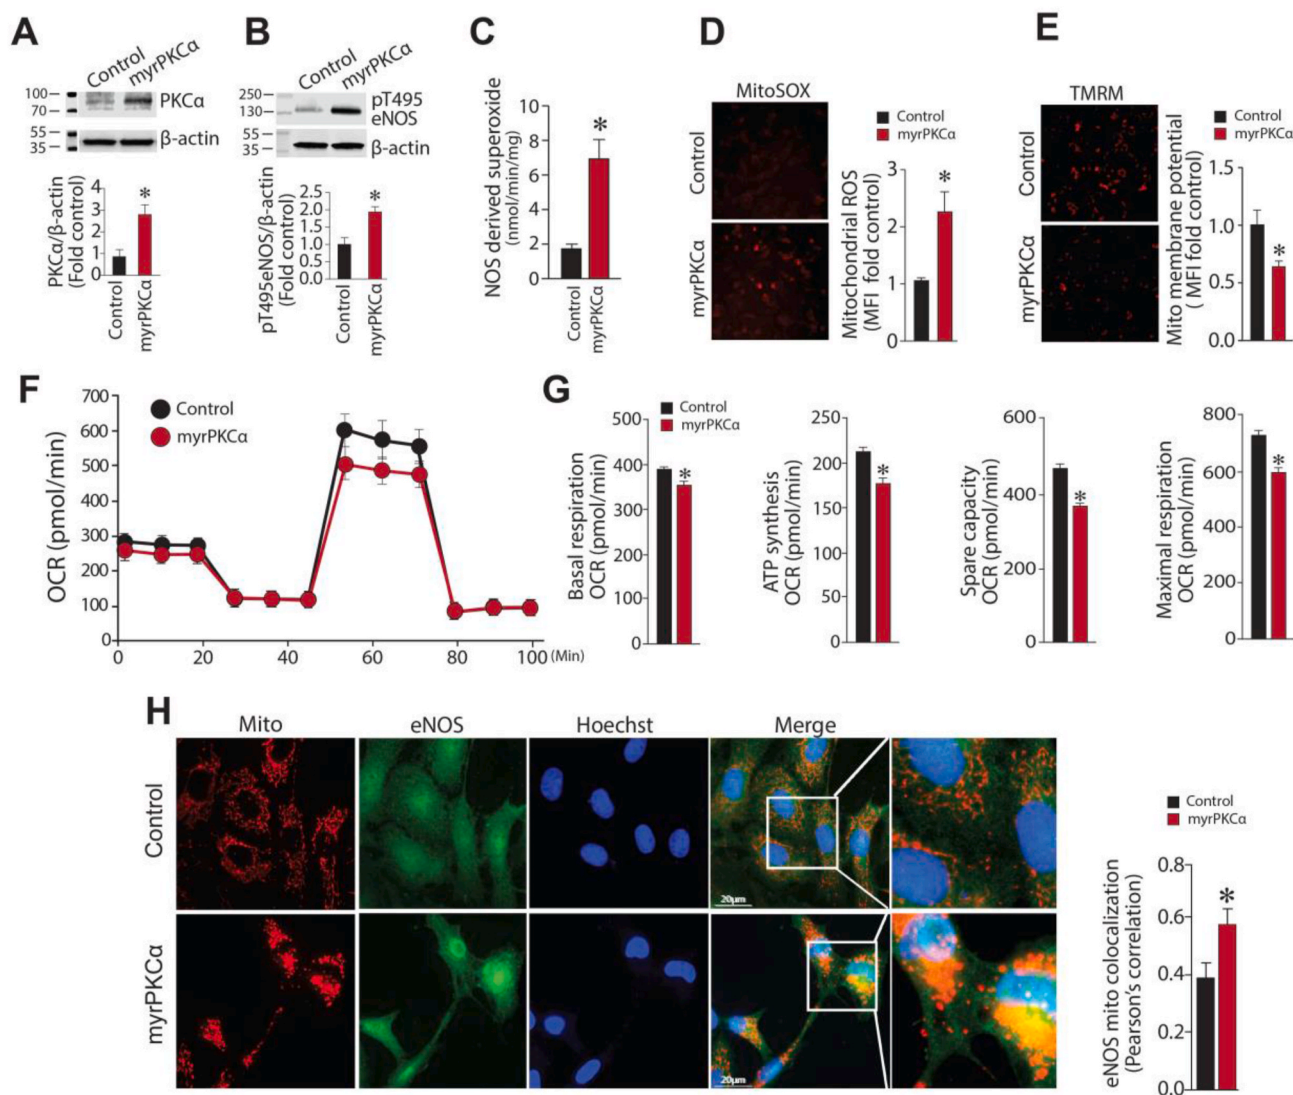 A
Control
myrPKCα
100
70
PKCα
55
35
β-actin
PKCα/β-actin
(Fold control)
4
3
2
1
0
Control
myrPKCα
B
Control
myrPKCα
250
130
pT495
eNOS
55
35
β-actin
pT495eNOS/β-actin
(Fold control)
2.5
2.0
1.5
1.0
0.5
0.0
*
Control
myrPKCα
C
NOS derived superoxide
(nmol/min/mg)
10
8
6
4
2
0
*
Control
myrPKCα
D
MitoSOX
Control
myrPKCα
Control
myrPKCα
Mitochondrial ROS
(MFI fold control)
3
2
1
0
*
E
TMRM
Control
myrPKCα
Control
myrPKCα
Mito membrane potential
( MFI fold control)
1.5
1.0
0.5
0.0
*
F
OCR (pmol/min)
700
600
500
400
300
200
100
0
Control
myrPKCα
0 20 40 60 80 100 (Min)
G
Control
myrPKCα
Basal respiration
OCR (pmol/min)
500
400
300
200
100
0
*
ATP synthesis
OCR (pmol/min)
250
200
150
100
50
0
*
Spare capacity
OCR (pmol/min)
600
400
200
0
*
Maximal respiration
OCR (pmol/min)
800
600
400
200
0
*
H
Mito eNOS Hoechst Merge
Control
20μm
myrPKCα
20μm
Control
myrPKCα
eNOS mito colocalization
(Pearson's correlation)
0.8
0.6
0.4
0.2
0.0
*